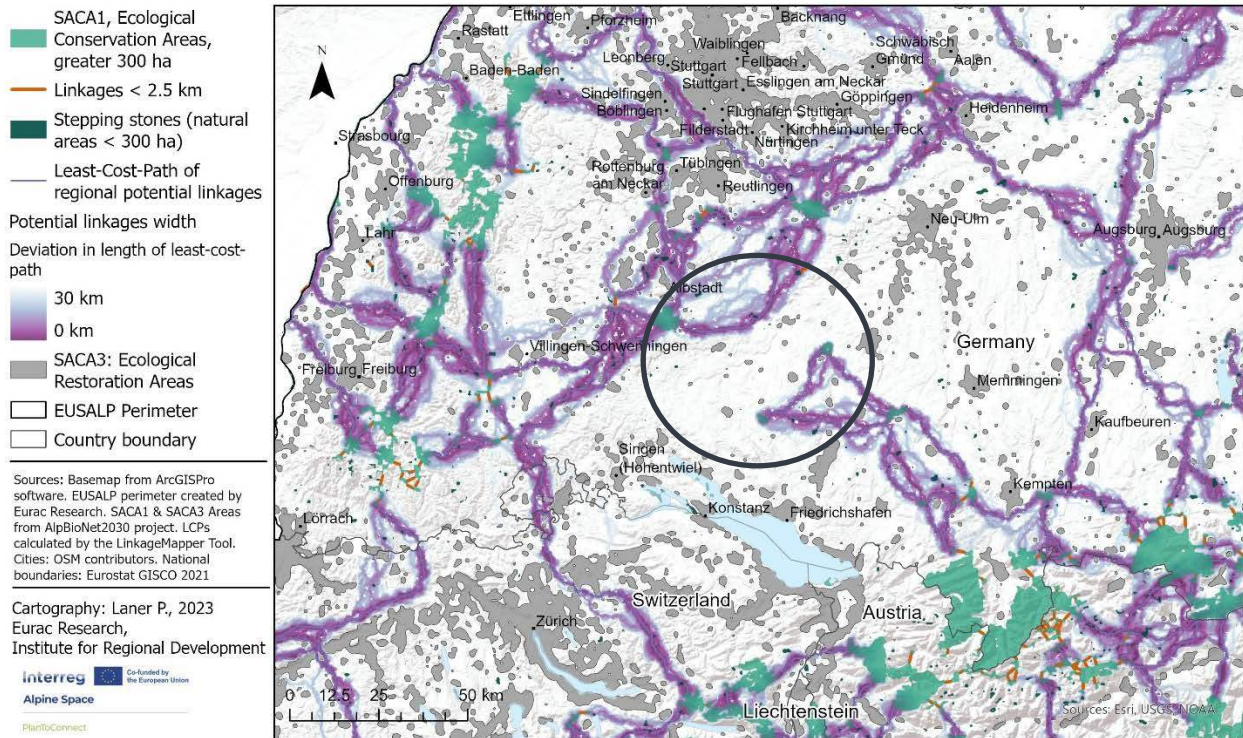 SACA1, Ecological
Conservation Areas,
greater 300 ha
Linkages < 2.5 km
Stepping stones (natural
areas < 300 ha)
Least-Cost-Path of
regional potential linkages
Potential linkages width
Deviation in length of least-cost-
path
30 km
0 km
SACA3: Ecological
Restoration Areas
EUSALP Perimeter
Country boundary
Sources: Basemap from ArcGISPro
software. EUSALP perimeter created by
Eurac Research. SACA1 & SACA3 Areas
from AlpBioNet2030 project. LCPs
calculated by the LinkageMapper Tool.
Cities: OSM contributors. National
boundaries: Eurostat GISCO 2021
Cartography: Laner P., 2023
Eurac Research,
Institute for Regional Development
Interreg
Co-funded by
the European Union
Alpine Space
PlanToConnect
N
Ettlingen
Pforzheim
Backnang
Rastatt
Waiblingen
Schwäbisch
Leonberg
Fellbach
Gmünd
Aalen
Stuttgart
Baden-Baden
Stuttgart
Esslingen am Neckar
Sindelfingen
Göppingen
Böblingen
Flughafen Stuttgart
Heidenheim
Filderstadt
Kirchheim unter Teck
Strasbourg
Nürtingen
Rottenburg
am Neckar
Tübingen
Offenburg
Reutlingen
Neu-Ulm
Lahr
Augsburg
Augsburg
Albstadt
Villingen-Schwenningen
Germany
Freiburg
Freiburg
Memmingen
Kaufbeuren
Singen
(Hohentwiel)
Kempten
Konstanz
Friedrichshafen
Lörrach
Switzerland
Austria
Zürich
0 12.5 25 50 km
Liechtenstein
Sources: Esri, USGS, NOAA